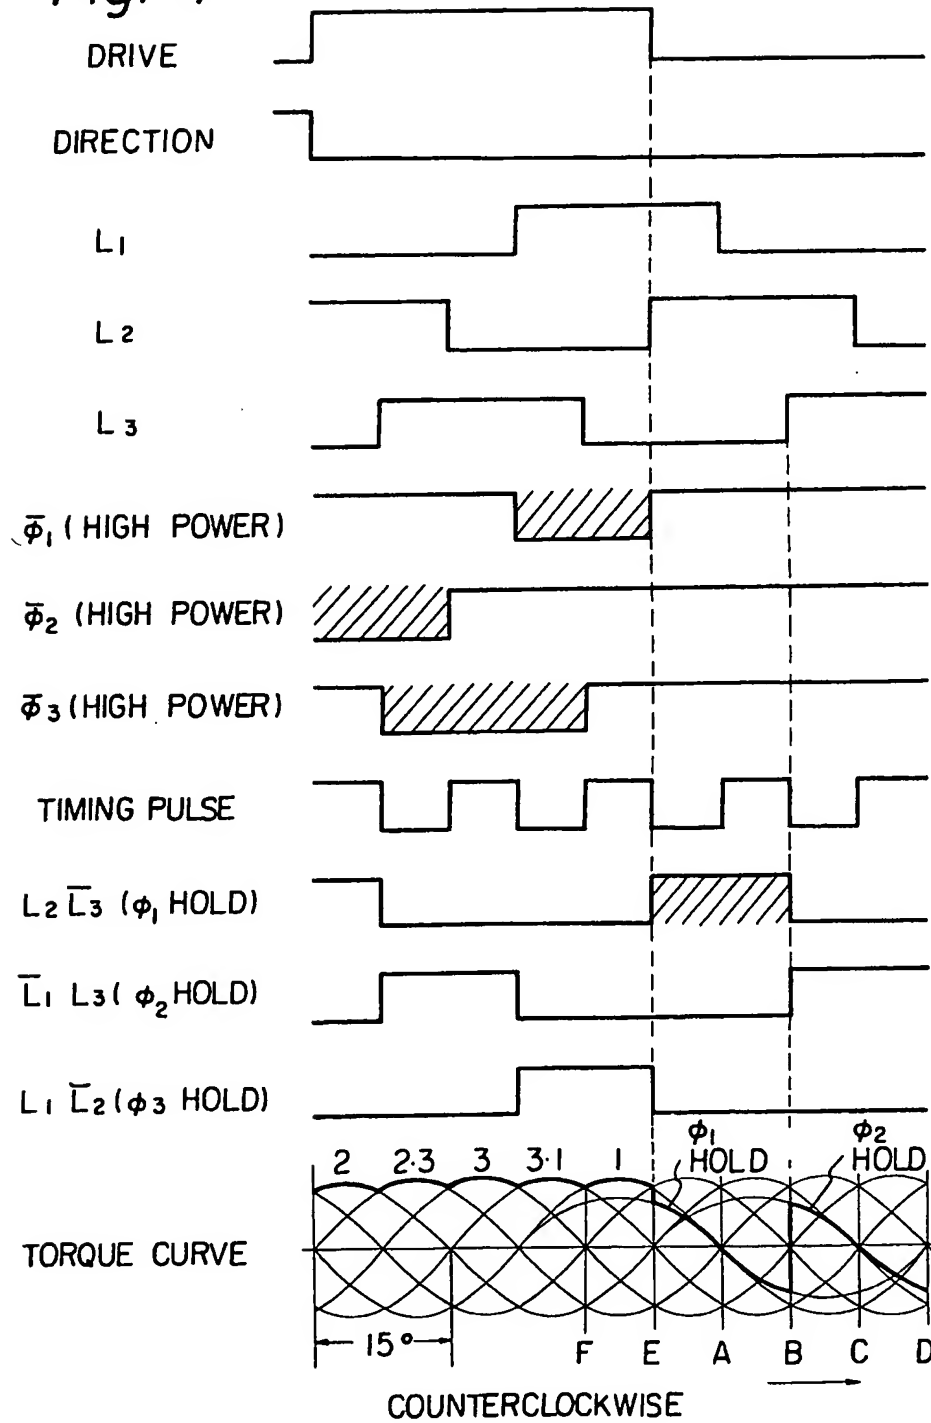 DRIVE
DIRECTION
L1
L2
L3
φ̅1 (HIGH POWER)
φ̅2 (HIGH POWER)
φ̅3 (HIGH POWER)
TIMING PULSE
L2 L̅3 (φ1 HOLD)
L̅1 L3 (φ2 HOLD)
L1 L̅2 (φ3 HOLD)
φ1 HOLD
φ2 HOLD
2 2·3 3 3·1 1
TORQUE CURVE
15°
F E A B C D
COUNTERCLOCKWISE